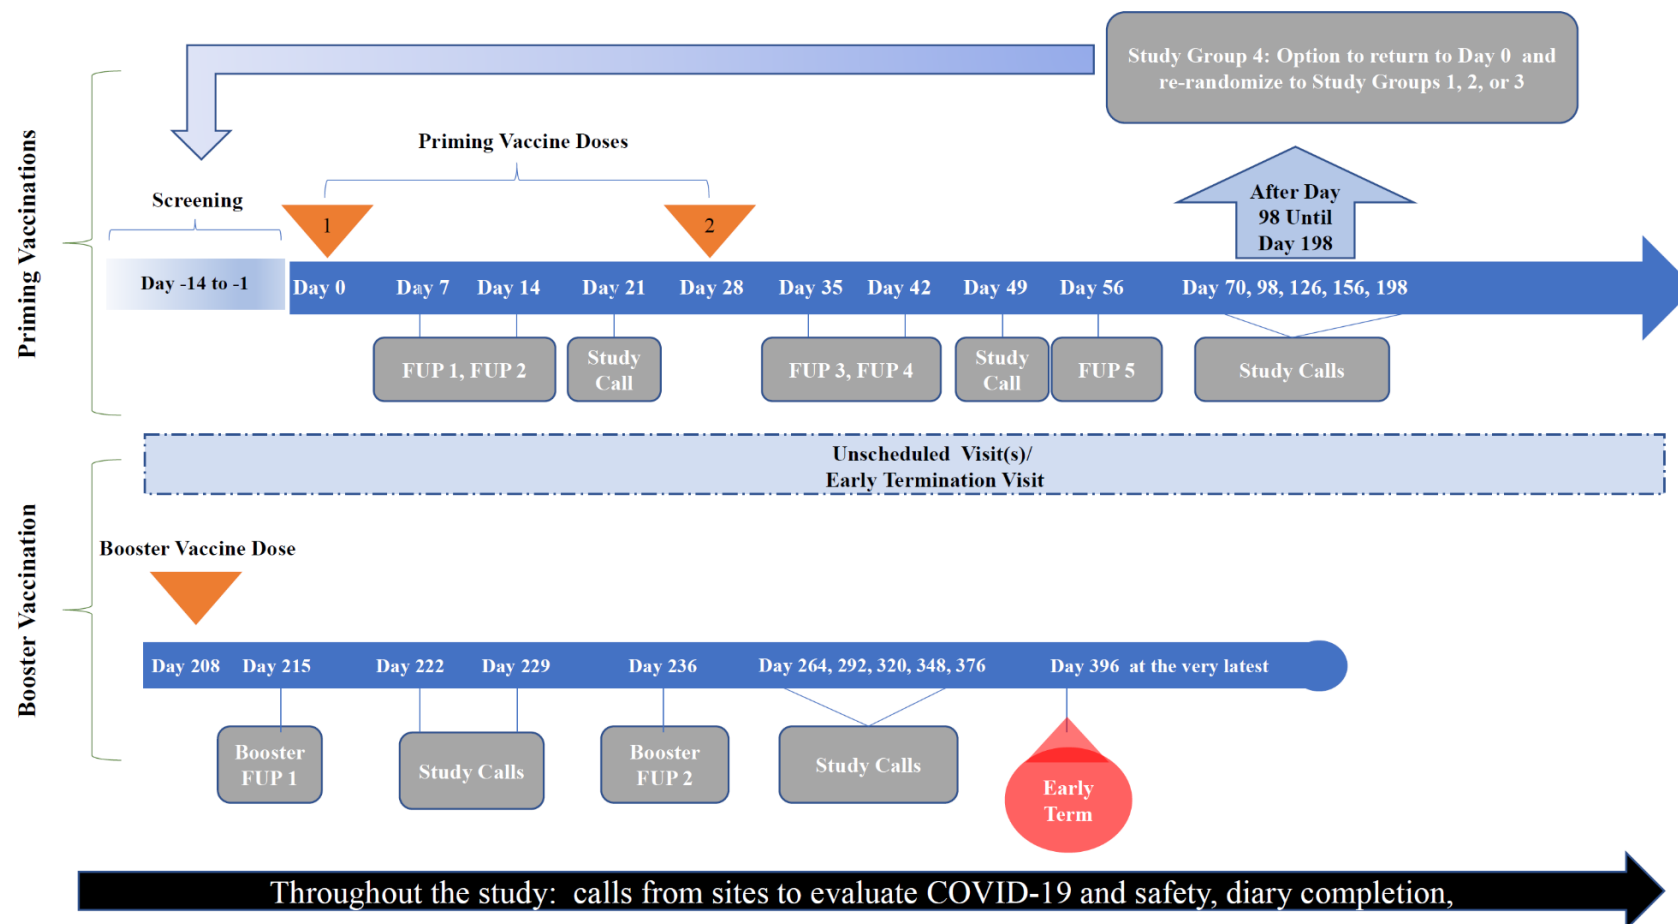 Study Group 4: Option to return to Day 0 and
re-randomize to Study Groups 1, 2, or 3
Priming Vaccinations
Priming Vaccine Doses
Screening
1
2
After Day
98 Until
Day 198
Day -14 to -1
Day 0
Day 7
Day 14
Day 21
Day 28
Day 35
Day 42
Day 49
Day 56
Day 70, 98, 126, 156, 198
FUP 1, FUP 2
Study
Call
FUP 3, FUP 4
Study
Call
FUP 5
Study Calls
Unscheduled Visit(s)/
Early Termination Visit
Booster Vaccination
Booster Vaccine Dose
Day 208
Day 215
Day 222
Day 229
Day 236
Day 264, 292, 320, 348, 376
Day 396 at the very latest
Booster
FUP 1
Study Calls
Booster
FUP 2
Study Calls
Early
Term
Throughout the study: calls from sites to evaluate COVID-19 and safety, diary completion,